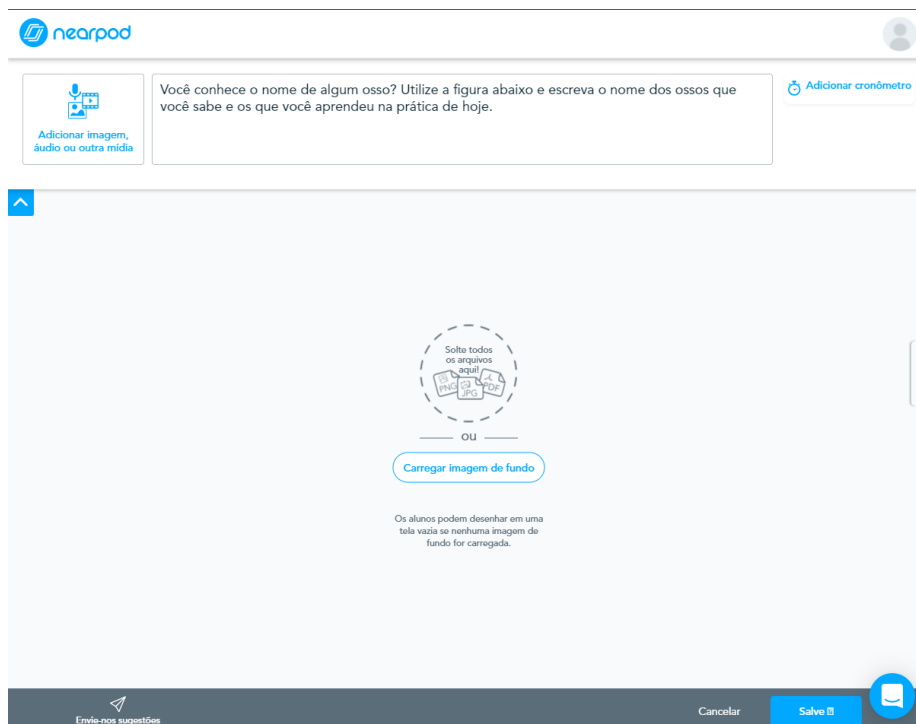 nearpod
Você conhece o nome de algum osso? Utilize a figura abaixo e escreva o nome dos ossos que
você sabe e os que você aprendeu na prática de hoje.
Adicionar cronômetro
Adicionar imagem,
áudio ou outra mídia
Solte todos
os arquivos
aqui!
PNG
JPG
PDF
ou
Carregar imagem de fundo
Os alunos podem desenhar em uma
tela vazia se nenhuma imagem de
fundo for carregada.
Envie-nos sugestões
Cancelar
Salve